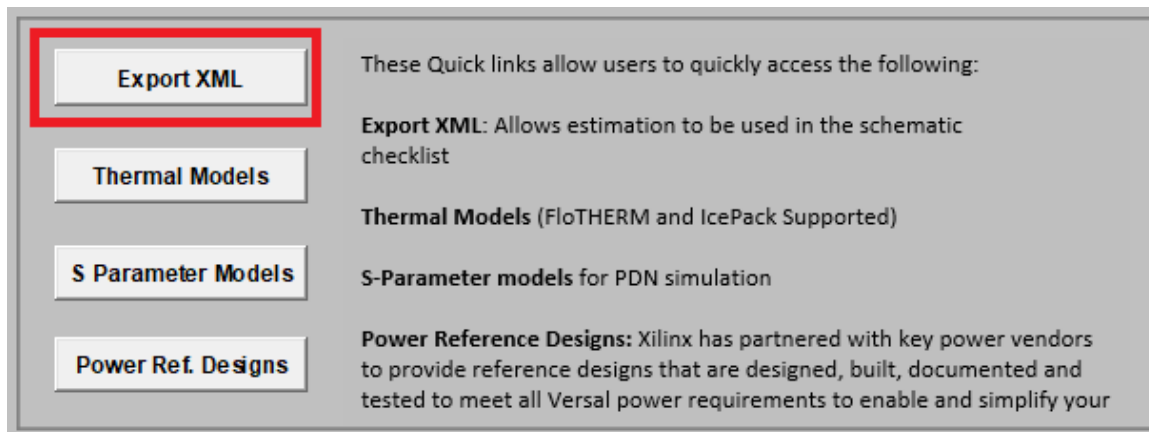 Export XML
Thermal Models
S Parameter Models
Power Ref. Designs
These Quick links allow users to quickly access the following:
Export XML: Allows estimation to be used in the schematic
checklist
Thermal Models (FloTHERM and IcePack Supported)
S-Parameter models for PDN simulation
Power Reference Designs: Xilinx has partnered with key power vendors
to provide reference designs that are designed, built, documented and
tested to meet all Versal power requirements to enable and simplify your